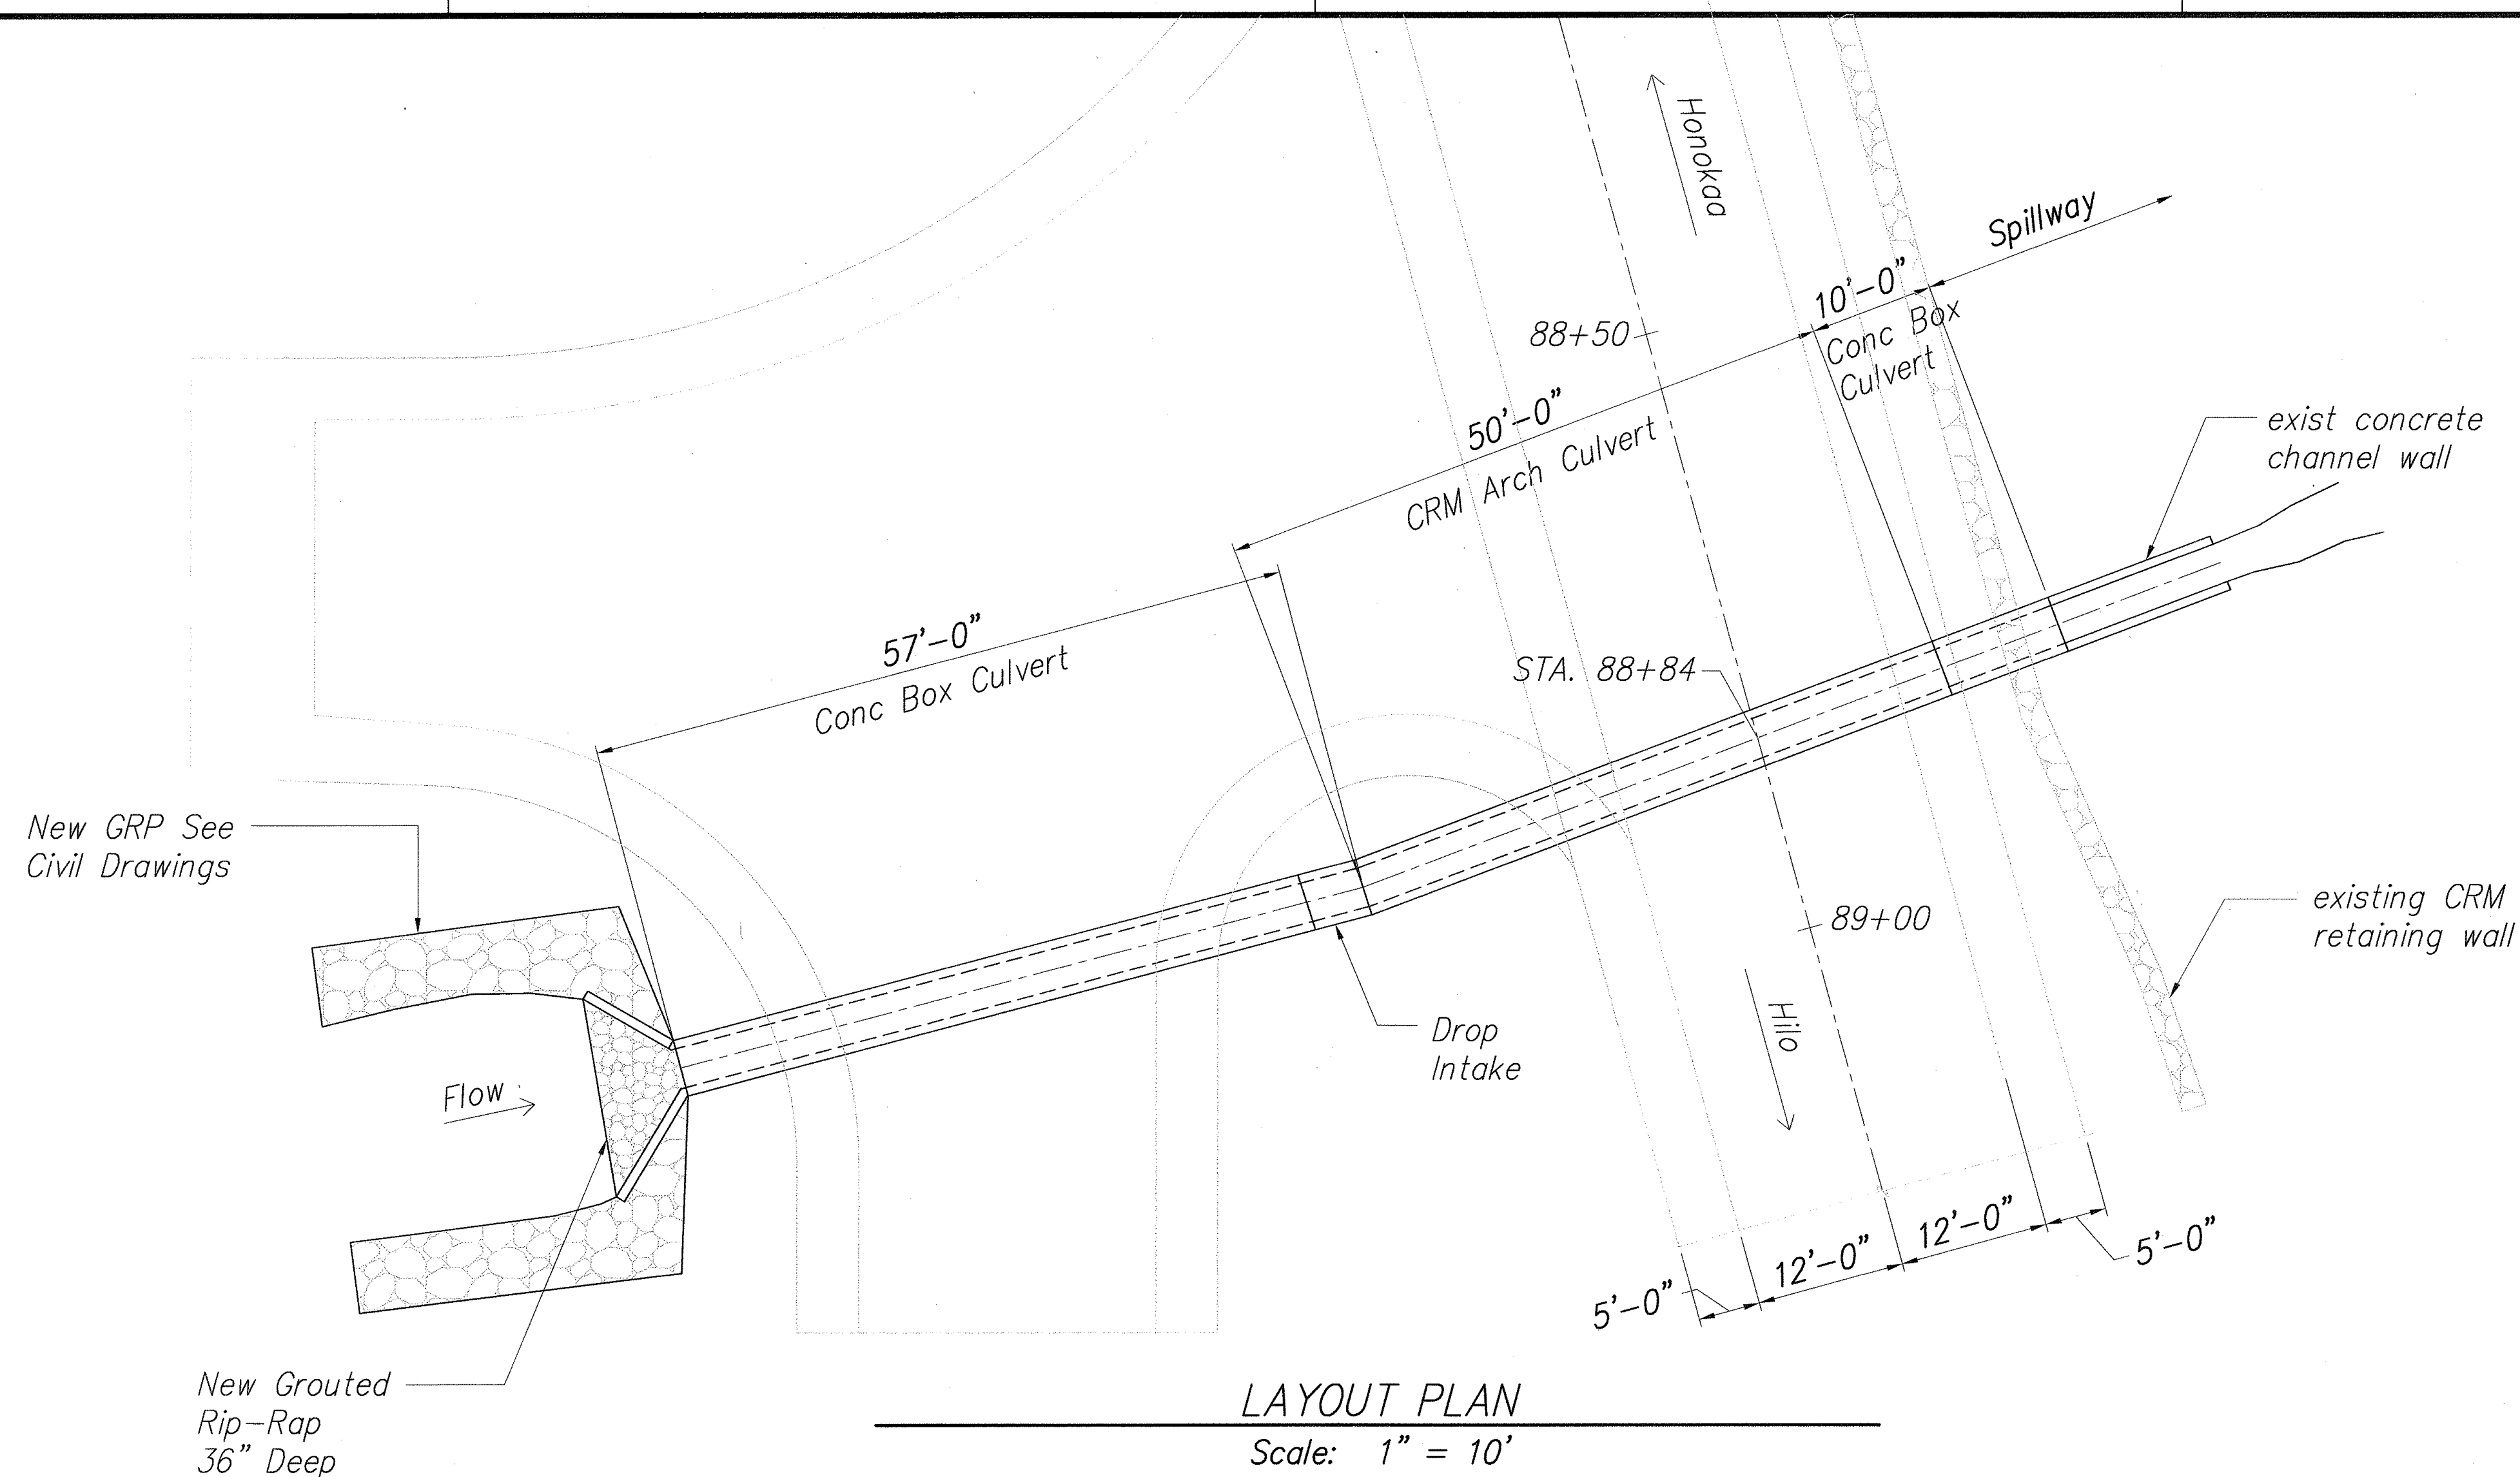 Honokaa
Spillway
10'-0"
Conc Box
Culvert
88+50
50'-0"
CRM Arch Culvert
exist concrete
channel wall
57'-0"
Conc Box Culvert
STA. 88+84
New GRP See
Civil Drawings
existing CRM
retaining wall
89+00
Hilo
Drop
Intake
Flow
12'-0"
12'-0"
5'-0"
5'-0"
New Grouted
Rip-Rap
36" Deep
LAYOUT PLAN
Scale: 1" = 10'